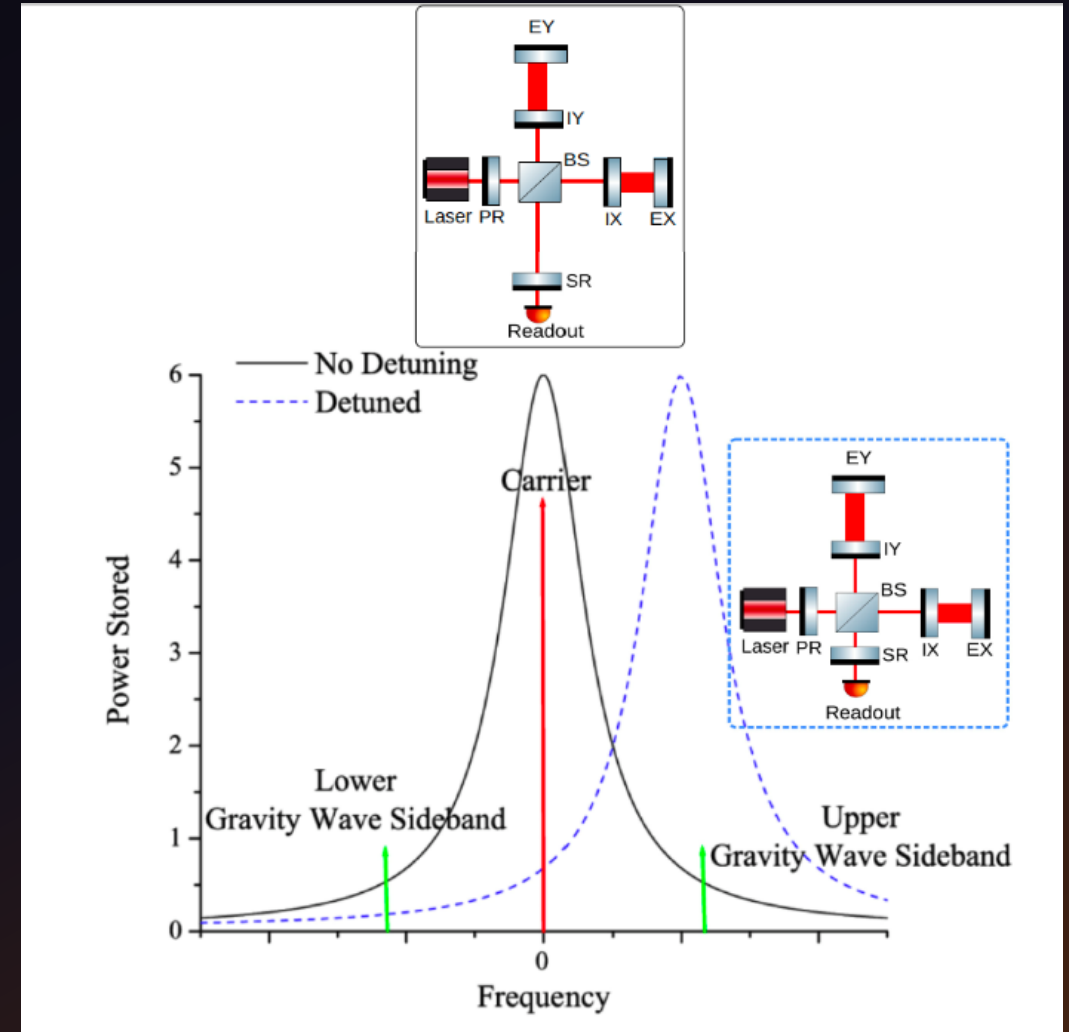 EY
IY
BS
Laser PR
IX EX
SR
Readout
No Detuning
Detuned
6
5
4
3
2
1
0
Power Stored
Carrier
Lower
Gravity Wave Sideband
Upper
Gravity Wave Sideband
EY
IY
BS
Laser PR
SR
IX EX
Readout
0
Frequency